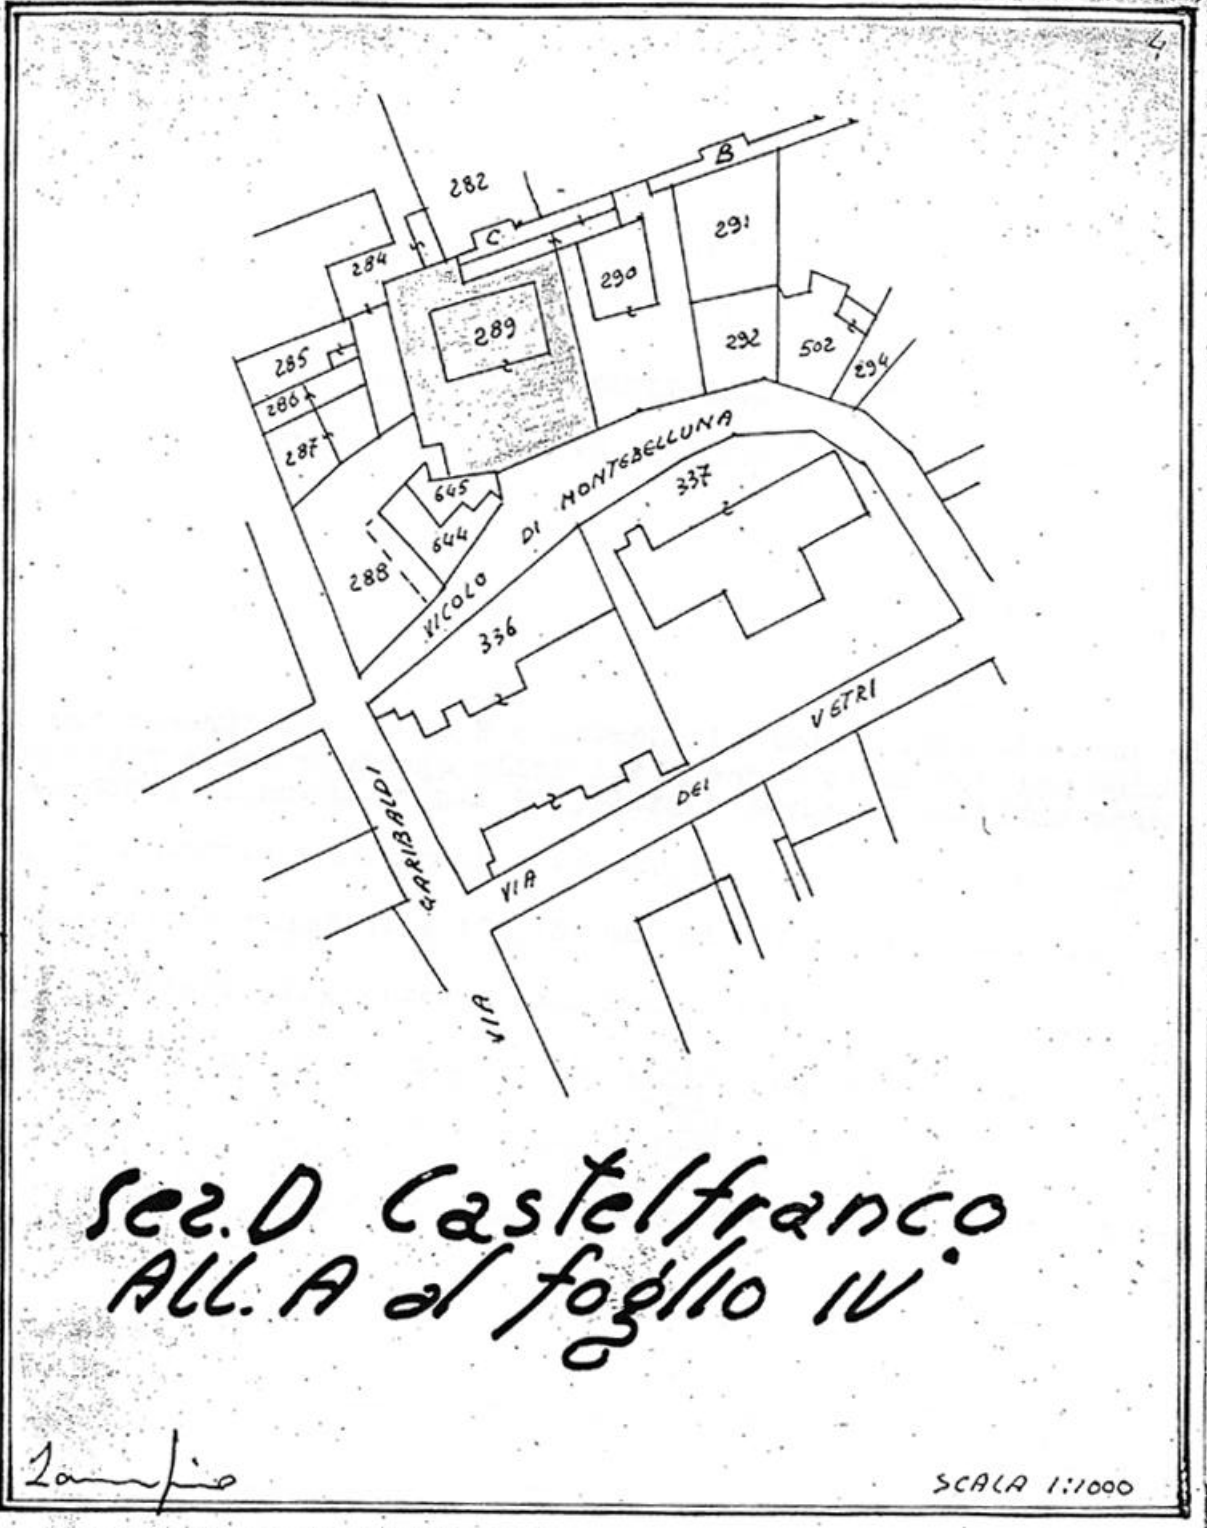 4
B
282
C
291
284
290
289
292
502
285
294
286
287
VICOLO DI MONTEBELLUNA
645
337
644
288
336
VIA DEI VETRI
VIA GARIBALDI
Sez. D Castelfranco
ALL. A al foglio IV°
SCALA 1:1000